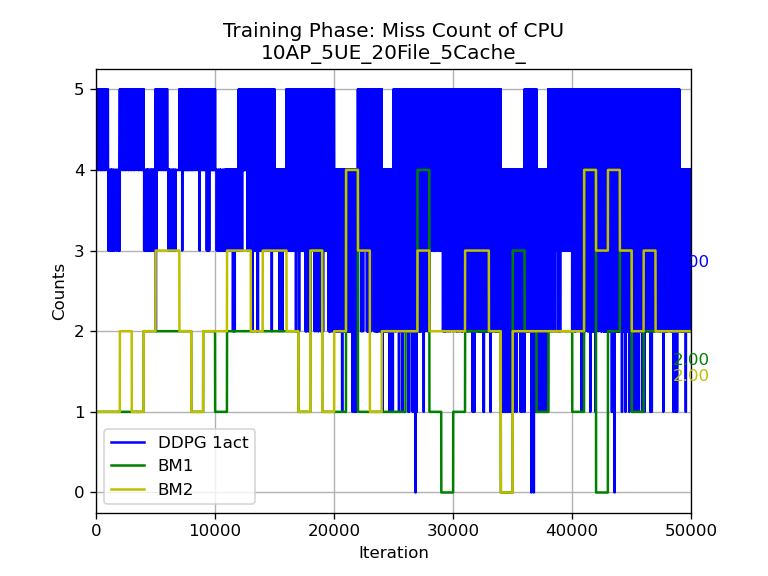 Training Phase: Miss Count of CPU
10AP_5UE_20File_5Cache_
Counts
5
4
3
2
1
0
00
2.00
2.00
DDPG 1act
BM1
BM2
0
10000
20000
30000
40000
50000
Iteration